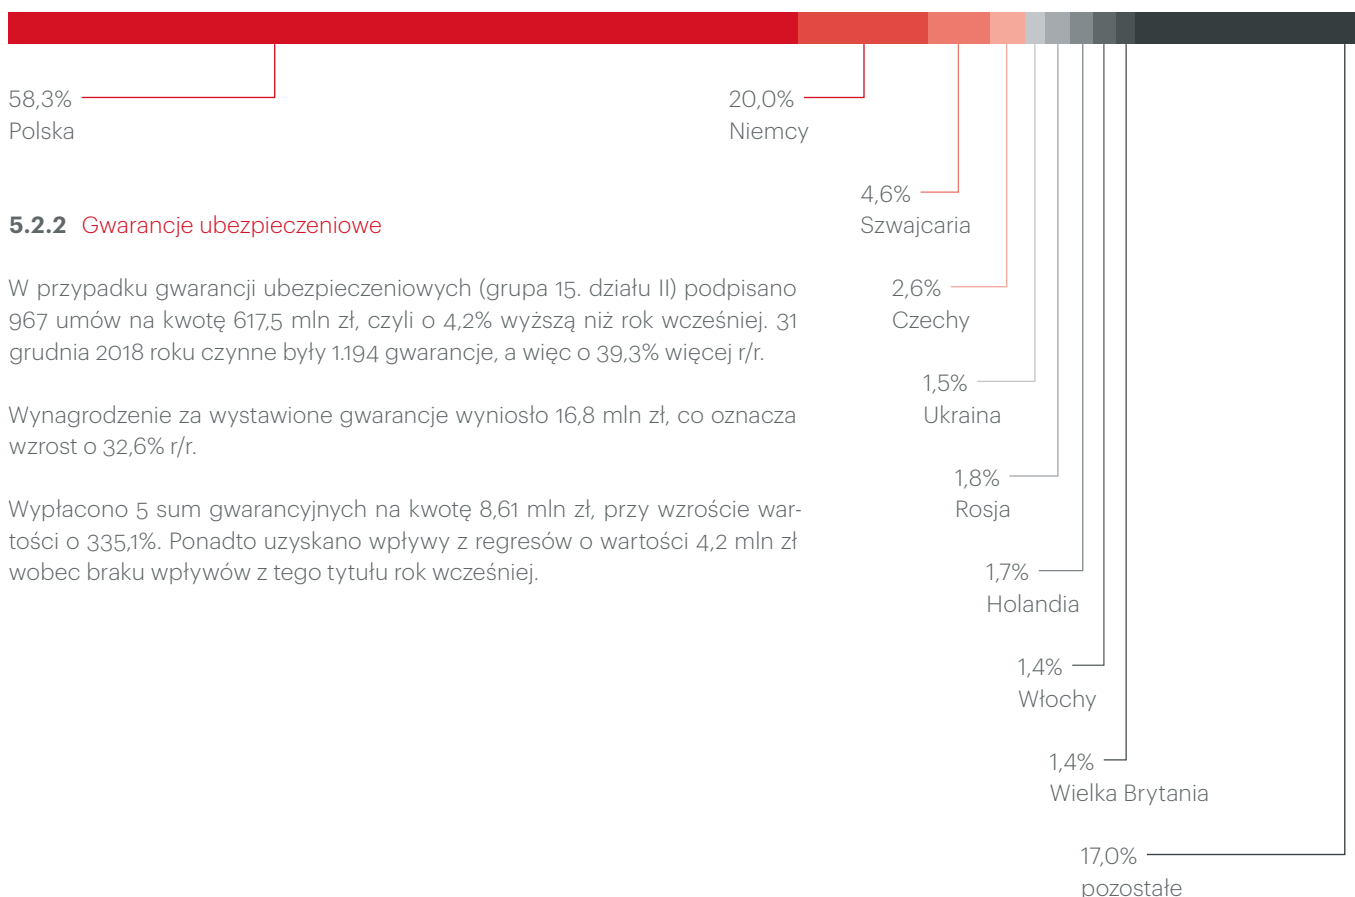 58,3%
Polska
20,0%
Niemcy
4,6%
Szwajcaria
2,6%
Czechy
1,5%
Ukraina
1,8%
Rosja
1,7%
Holandia
1,4%
Włochy
1,4%
Wielka Brytania
17,0%
pozostałe
5.2.2 Gwarancje ubezpieczeniowe
W przypadku gwarancji ubezpieczeniowych (grupa 15. działu II) podpisano
967 umów na kwotę 617,5 mln zł, czyli o 4,2% wyższą niż rok wcześniej. 31
grudnia 2018 roku czynne były 1.194 gwarancje, a więc o 39,3% więcej r/r.
Wynagrodzenie za wystawione gwarancje wyniosło 16,8 mln zł, co oznacza
wzrost o 32,6% r/r.
Wypłacono 5 sum gwarancyjnych na kwotę 8,61 mln zł, przy wzroście war-
tości o 335,1%. Ponadto uzyskano wpływy z regresów o wartości 4,2 mln zł
wobec braku wpływów z tego tytułu rok wcześniej.